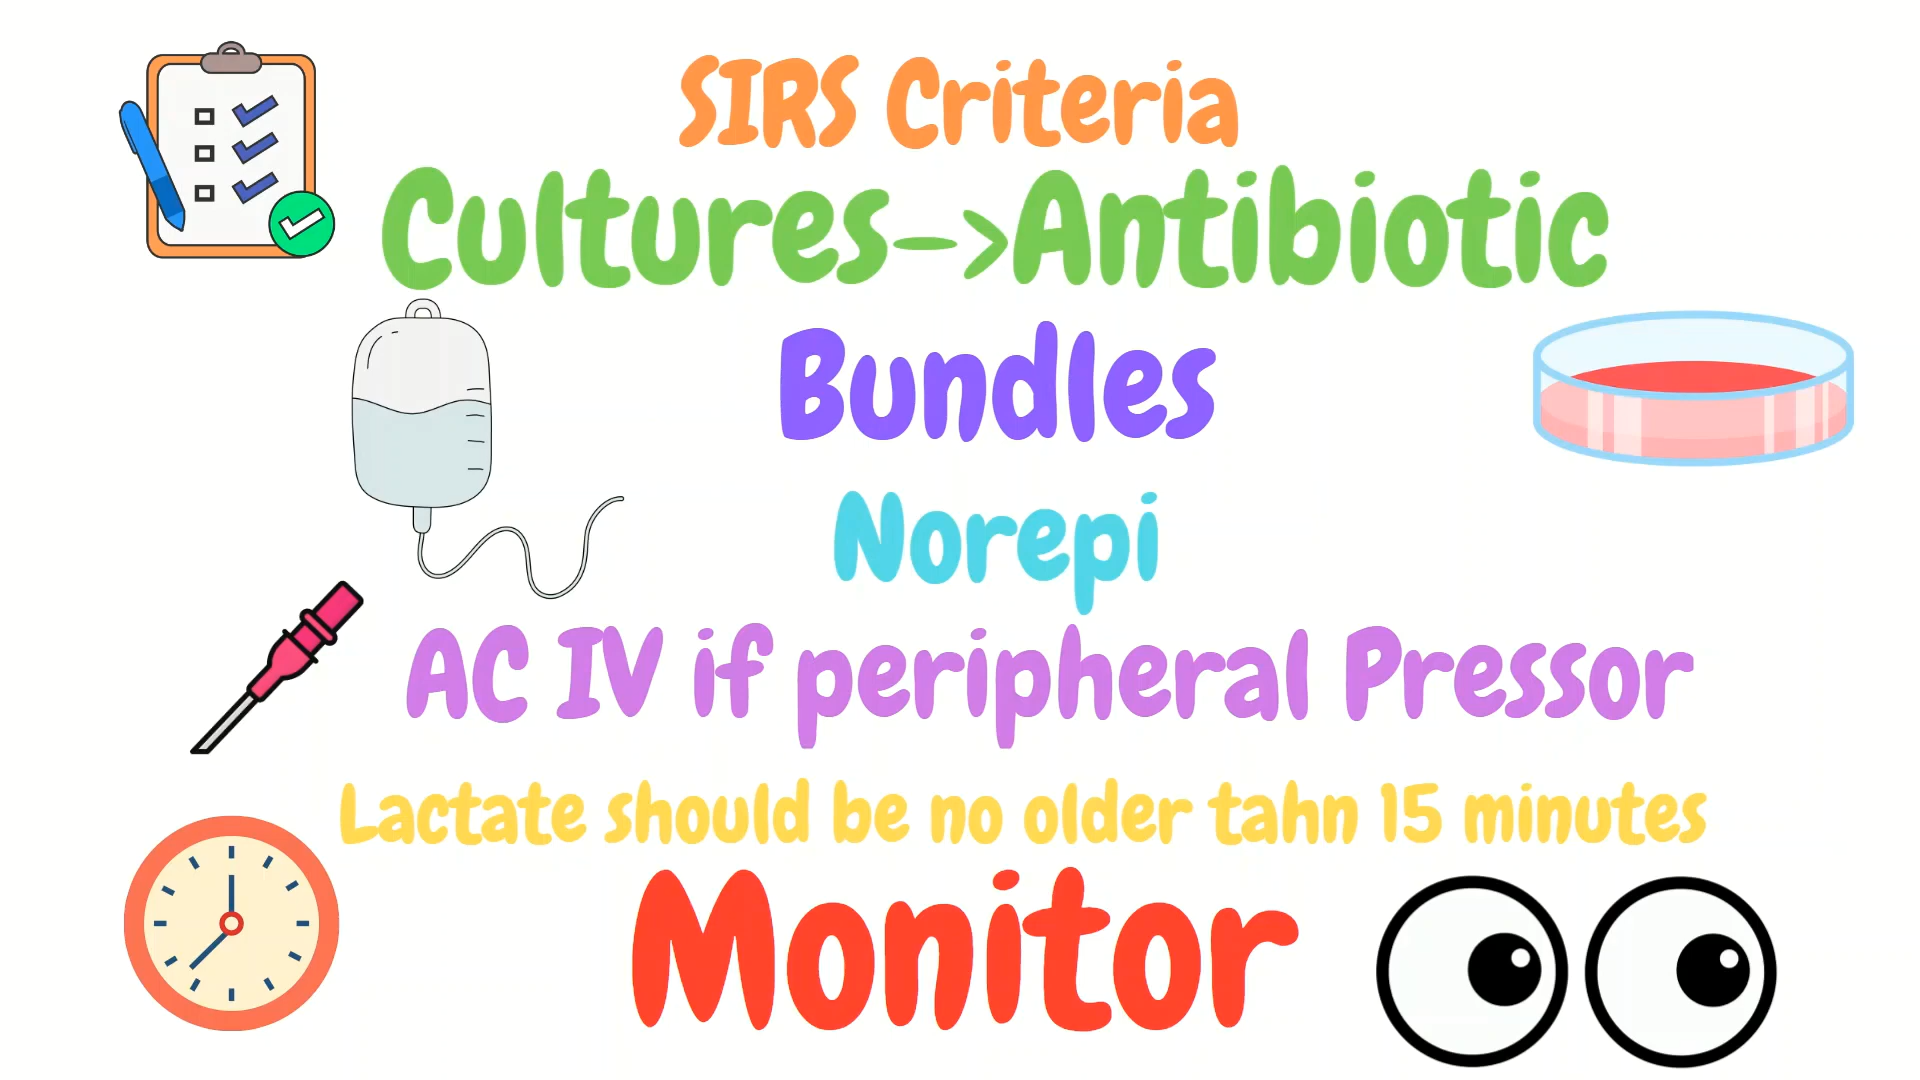 SIRS Criteria
Cultures->Antibiotic
Bundles
Norepi
AC IV if peripheral Pressor
Lactate should be no older tahn 15 minutes
Monitor